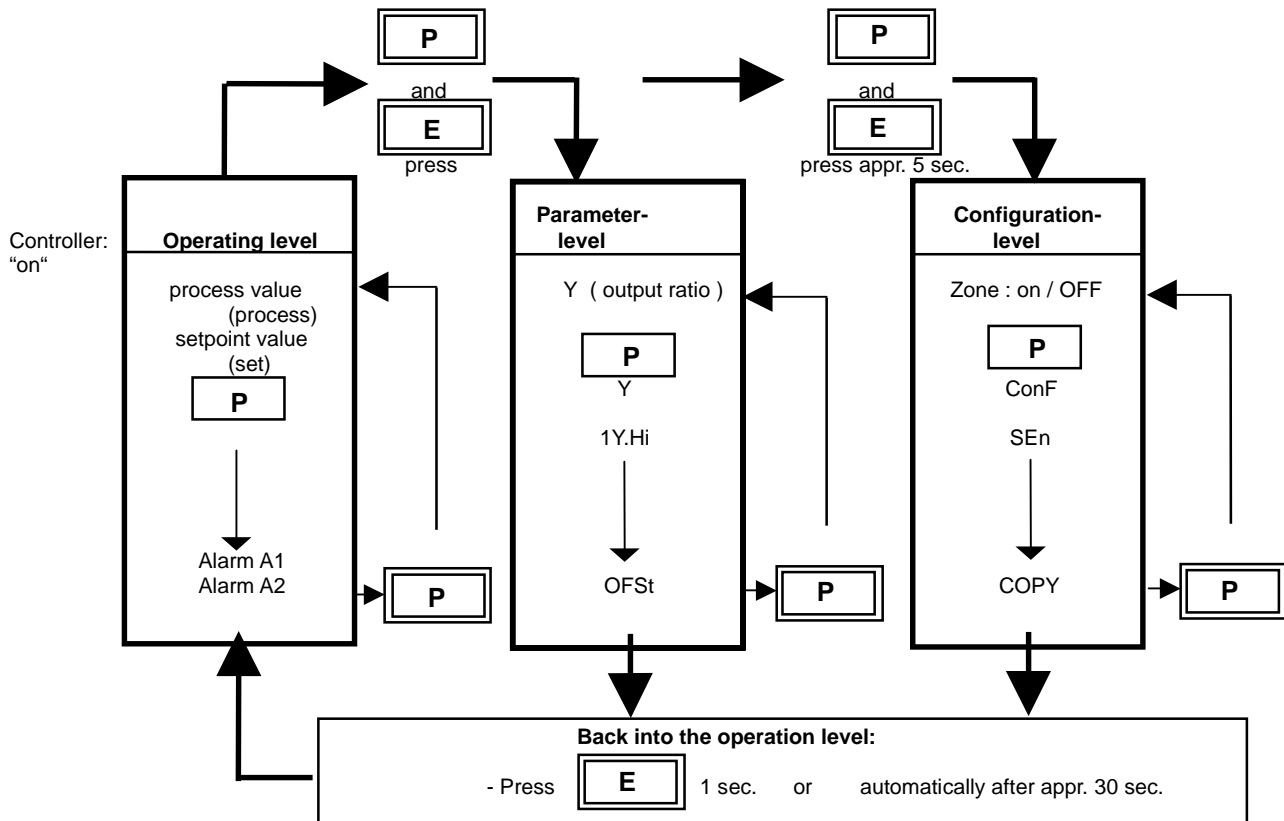 P
and
E
press
P
and
E
press appr. 5 sec.
Controller:
“on“
Operating level
process value
(process)
setpoint value
(set)
P
Alarm A1
Alarm A2
P
Parameter-
level
Y ( output ratio )
P
Y
1Y.Hi
OFSt
P
Configuration-
level
Zone : on / OFF
P
ConF
SEn
COPY
P
Back into the operation level:
- Press E 1 sec. or automatically after appr. 30 sec.